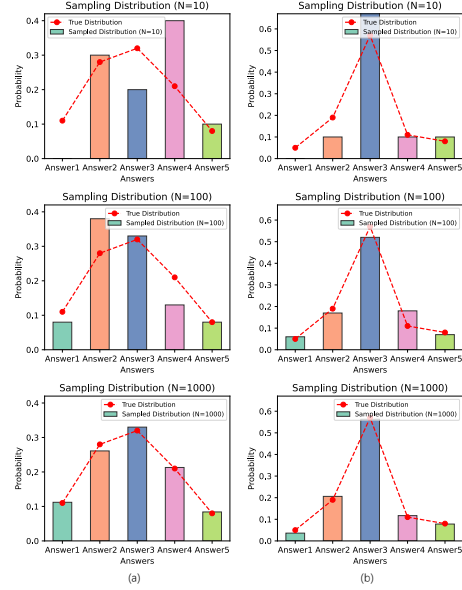 Sampling Distribution (N=10)
True Distribution
Sampled Distribution (N=10)
Probability
0.4
0.3
0.2
0.1
0.0
Answer1 Answer2 Answer3 Answer4 Answer5
Answers
Sampling Distribution (N=10)
True Distribution
Sampled Distribution (N=10)
Probability
0.6
0.5
0.4
0.3
0.2
0.1
0.0
Answer1 Answer2 Answer3 Answer4 Answer5
Answers
Sampling Distribution (N=100)
True Distribution
Sampled Distribution (N=100)
Probability
0.4
0.3
0.2
0.1
0.0
Answer1 Answer2 Answer3 Answer4 Answer5
Answers
Sampling Distribution (N=100)
True Distribution
Sampled Distribution (N=100)
Probability
0.6
0.5
0.4
0.3
0.2
0.1
0.0
Answer1 Answer2 Answer3 Answer4 Answer5
Answers
Sampling Distribution (N=1000)
True Distribution
Sampled Distribution (N=1000)
Probability
0.4
0.3
0.2
0.1
0.0
Answer1 Answer2 Answer3 Answer4 Answer5
Answers
Sampling Distribution (N=1000)
True Distribution
Sampled Distribution (N=1000)
Probability
0.6
0.5
0.4
0.3
0.2
0.1
0.0
Answer1 Answer2 Answer3 Answer4 Answer5
Answers
(a)
(b)